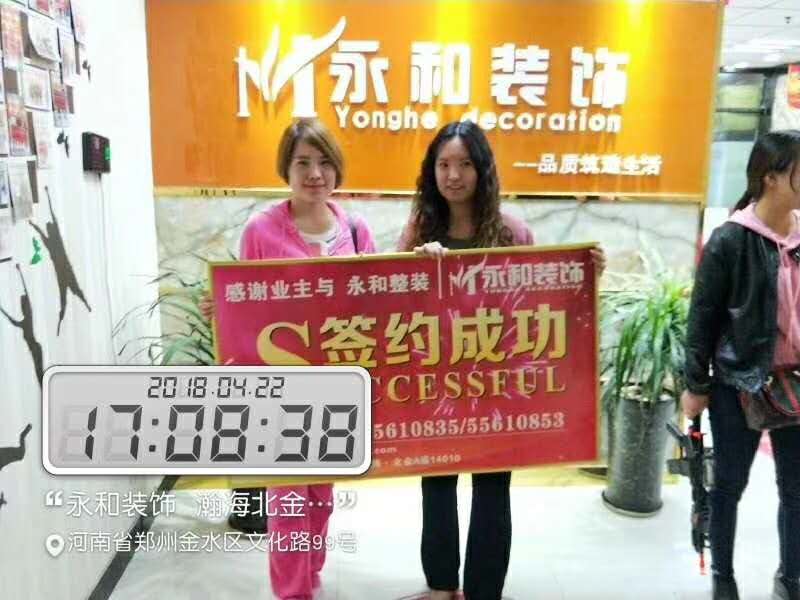 永和装饰
Yonghe decoration
---品质筑造生活
感谢业主与 永和整装
永和装饰
YONGHE DECORATION
签约成功
SUCCESSFUL
5610835/55610853
2018.04.22
17:08:38
“永和装饰 瀚海北金…”
河南省郑州金水区文化路99号